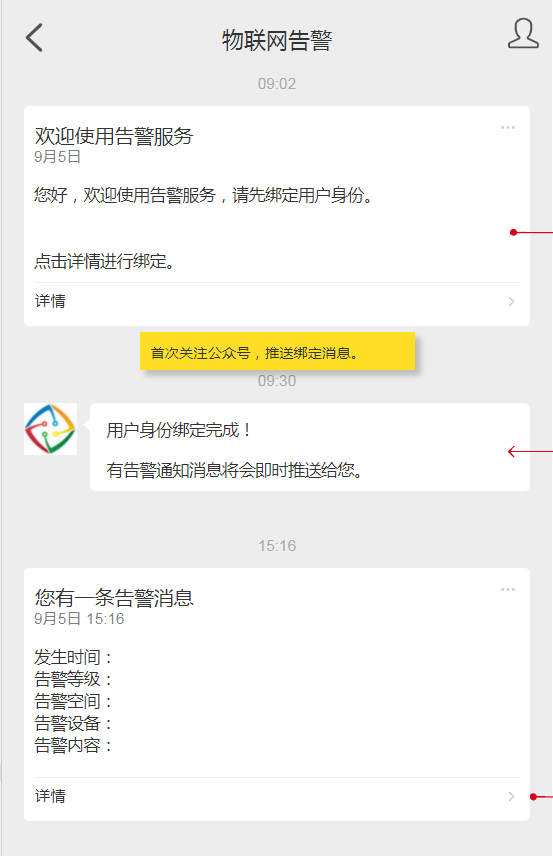 物联网告警
09:02
欢迎使用告警服务
9月5日
您好，欢迎使用告警服务，请先绑定用户身份。
点击详情进行绑定。
详情
首次关注公众号，推送绑定消息。
09:30
用户身份绑定完成！
有告警通知消息将会即时推送给您。
15:16
您有一条告警消息
9月5日 15:16
发生时间：
告警等级：
告警空间：
告警设备：
告警内容：
详情